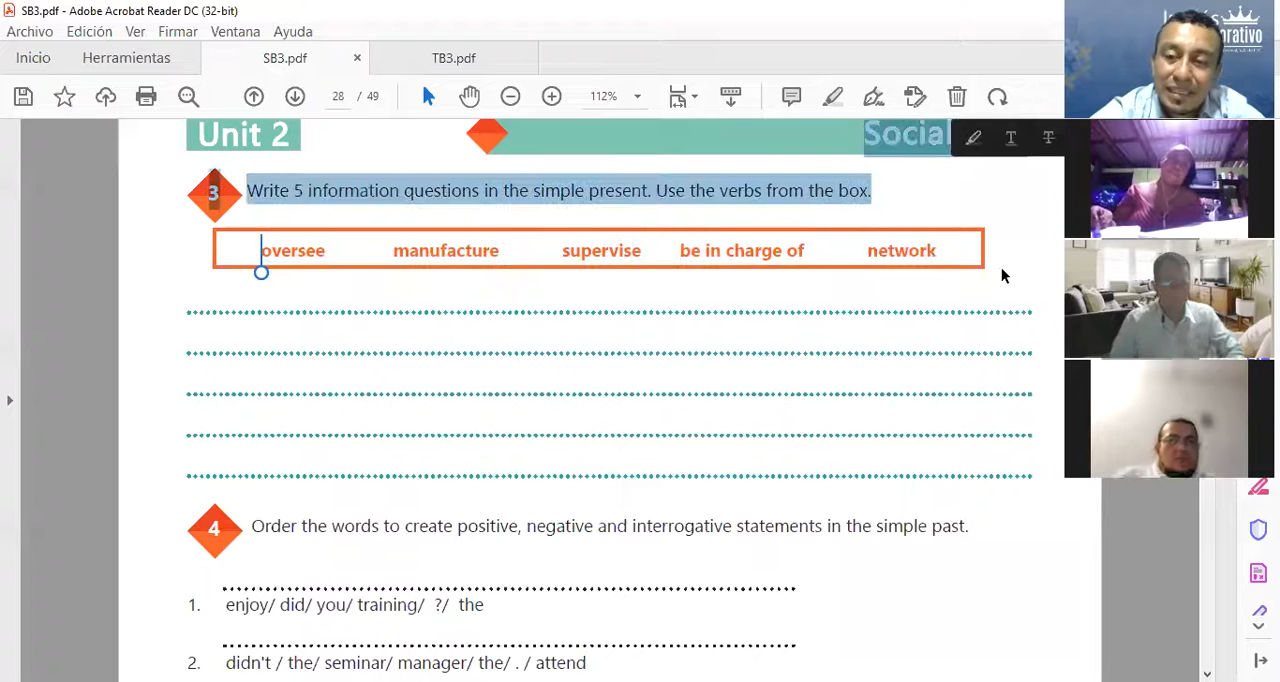 SB3.pdf - Adobe Acrobat Reader DC (32-bit)
Archivo Edición Ver Firmar Ventana Ayuda
Inicio Herramientas SB3.pdf × TB3.pdf
28 / 49 112%
Unit 2 Social
3 Write 5 information questions in the simple present. Use the verbs from the box.
oversee manufacture supervise be in charge of network
4 Order the words to create positive, negative and interrogative statements in the simple past.
1. enjoy/ did/ you/ training/ ?/ the
2. didn't / the/ seminar/ manager/ the/ . / attend